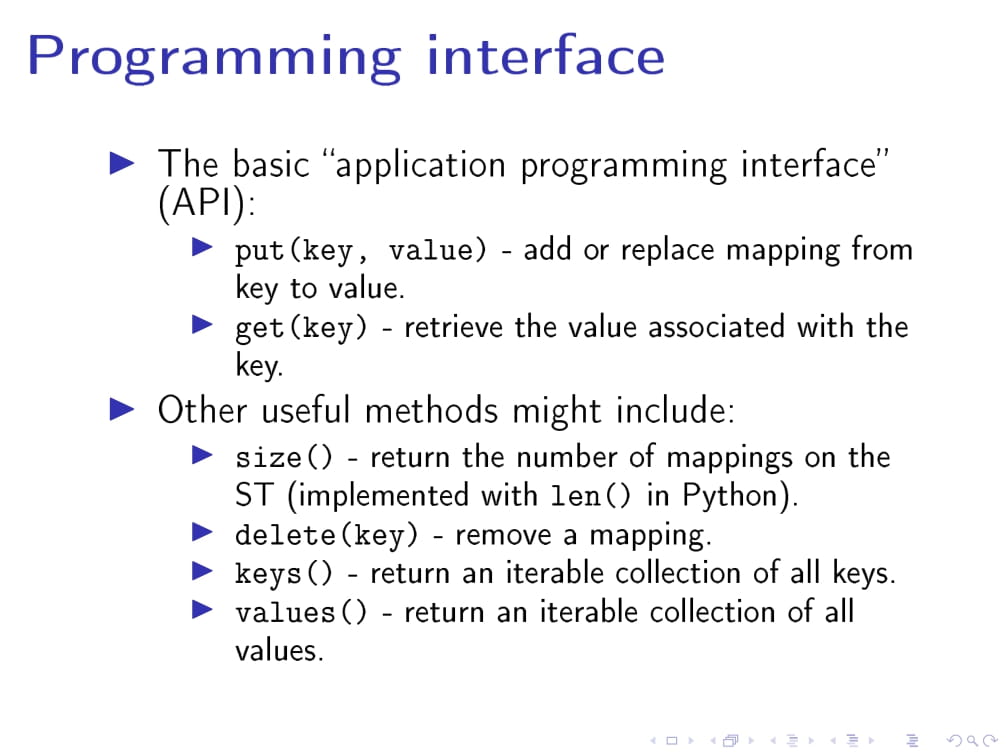 Programming interface
The basic “application programming interface”
(API):
put(key, value) - add or replace mapping from
key to value.
get(key) - retrieve the value associated with the
key.
Other useful methods might include:
size() - return the number of mappings on the
ST (implemented with len() in Python).
delete(key) - remove a mapping.
keys() - return an iterable collection of all keys.
values() - return an iterable collection of all
values.